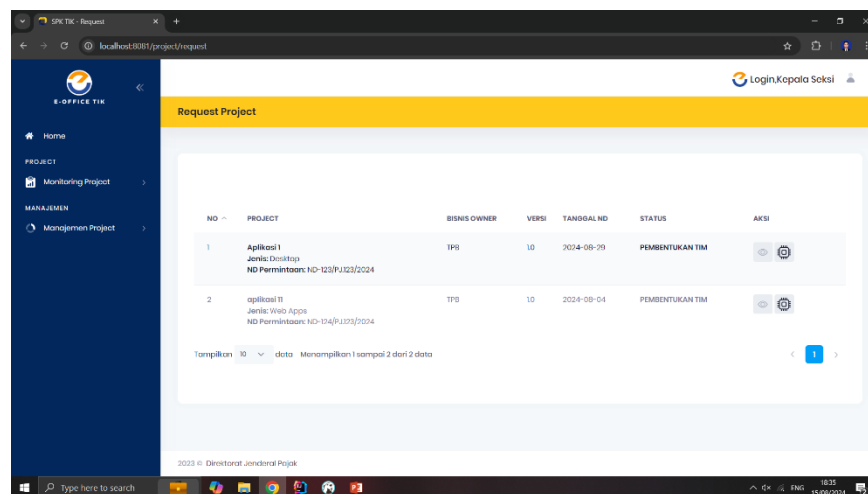 SPK TIK - Request
localhost:8081/project/request
E-OFFICE TIK
Login,Kepala Seksi
Request Project
Home
PROJECT
Monitoring Project
MANAJEMEN
Manajemen Project
NO PROJECT BISNIS OWNER VERSI TANGGAL ND STATUS AKSI
1 Aplikasi 1 TPB 1.0 2024-08-29 PEMBENTUKAN TIM
Jenis: Desktop
ND Permintaan: ND-123/PJ.123/2024
2 aplikasi 11 TPB 1.0 2024-08-04 PEMBENTUKAN TIM
Jenis: Web Apps
ND Permintaan: ND-124/PJ.123/2024
Tampilkan 10 data Menampilkan 1 sampai 2 dari 2 data
1
2023 © Direktorat Jenderal Pajak
Type here to search
ENG
18:35
15/08/2024